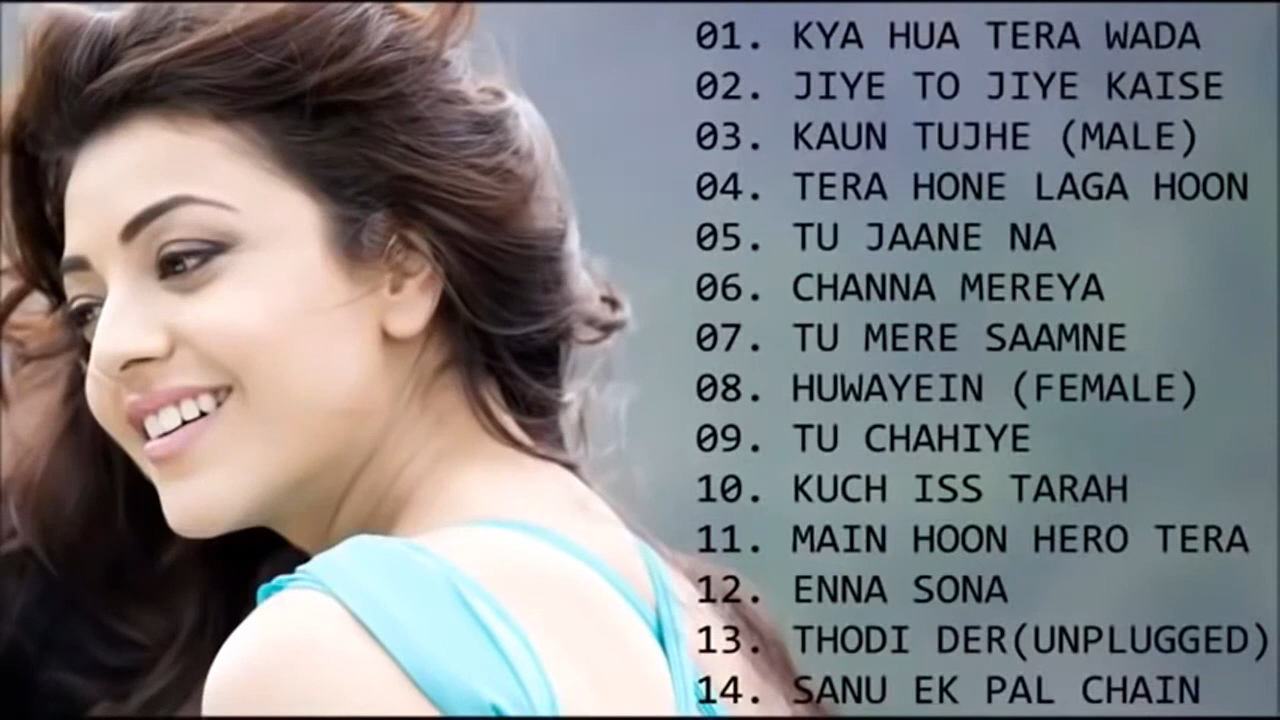 01. KYA HUA TERA WADA
02. JIYE TO JIYE KAISE
03. KAUN TUJHE (MALE)
04. TERA HONE LAGA HOON
05. TU JAANE NA
06. CHANNA MEREYA
07. TU MERE SAAMNE
08. HUWAYEIN (FEMALE)
09. TU CHAHIYE
10. KUCH ISS TARAH
11. MAIN HOON HERO TERA
12. ENNA SONA
13. THODI DER(UNPLUGGED)
14. SANU EK PAL CHAIN